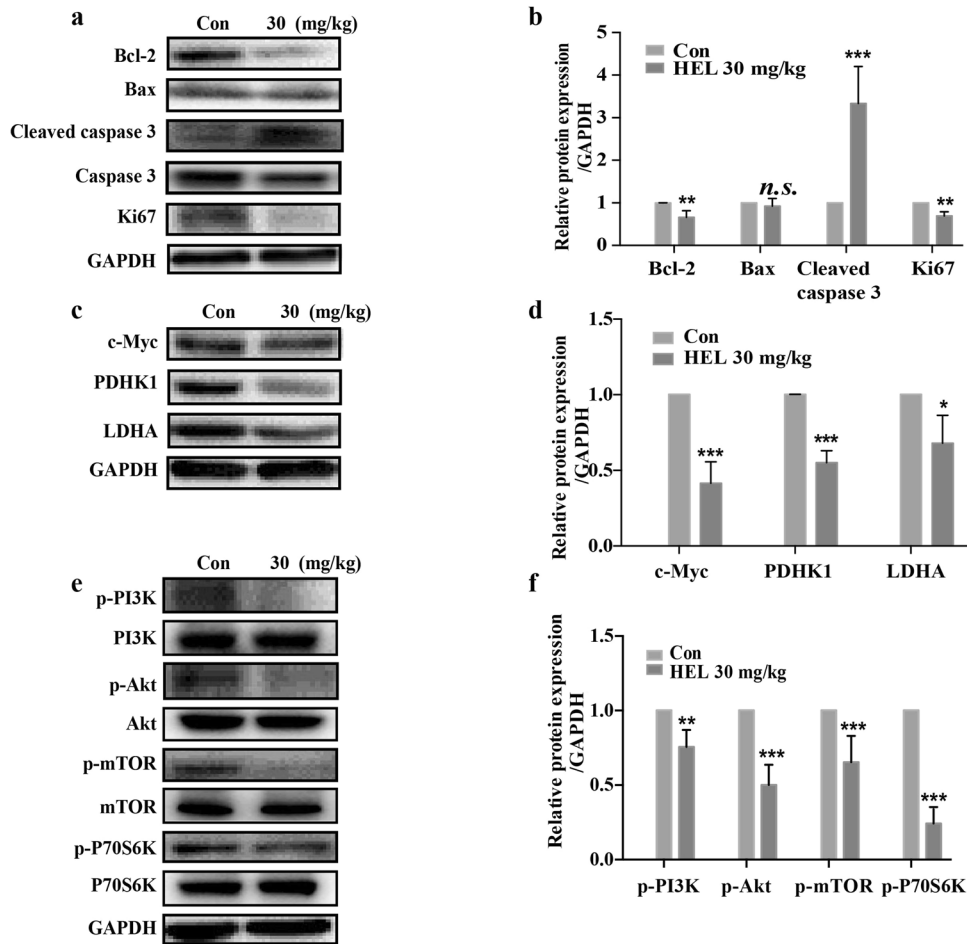 a
Con 30 (mg/kg)
Bcl-2
Bax
Cleaved caspase 3
Caspase 3
Ki67
GAPDH
b
Relative protein expression
/GAPDH
5
4
3
2
1
0
Con
HEL 30 mg/kg
**
n.s.
***
**
Bcl-2 Bax Cleaved Ki67
caspase 3
c
Con 30 (mg/kg)
c-Myc
PDHK1
LDHA
GAPDH
d
Relative protein expression
/GAPDH
1.5
1.0
0.5
0.0
Con
HEL 30 mg/kg
***
***
*
c-Myc PDHK1 LDHA
e
Con 30 (mg/kg)
p-PI3K
PI3K
p-Akt
Akt
p-mTOR
mTOR
p-P70S6K
P70S6K
GAPDH
f
Relative protein expression
/GAPDH
1.5
1.0
0.5
0.0
Con
HEL 30 mg/kg
**
***
***
***
p-PI3K p-Akt p-mTOR p-P70S6K